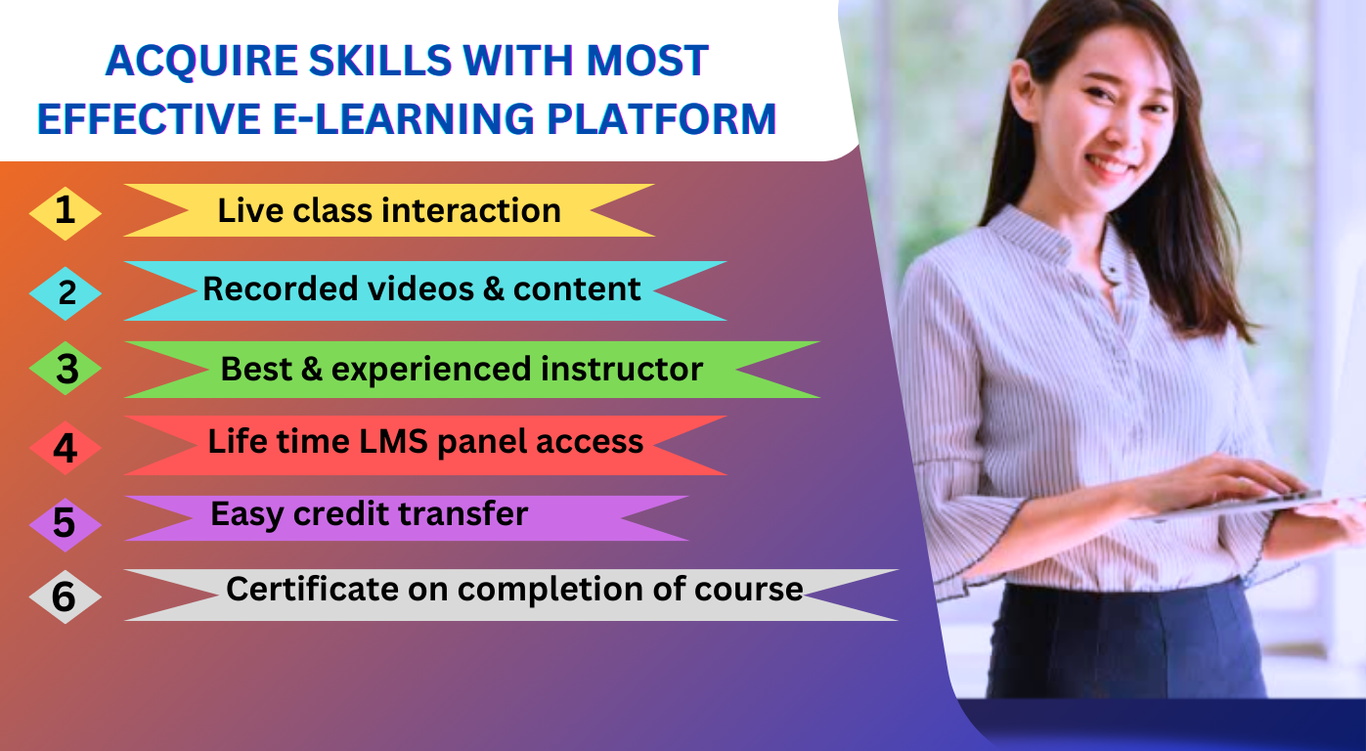 ACQUIRE SKILLS WITH MOST
EFFECTIVE E-LEARNING PLATFORM
1 Live class interaction
2 Recorded videos & content
3 Best & experienced instructor
4 Life time LMS panel access
5 Easy credit transfer
6 Certificate on completion of course